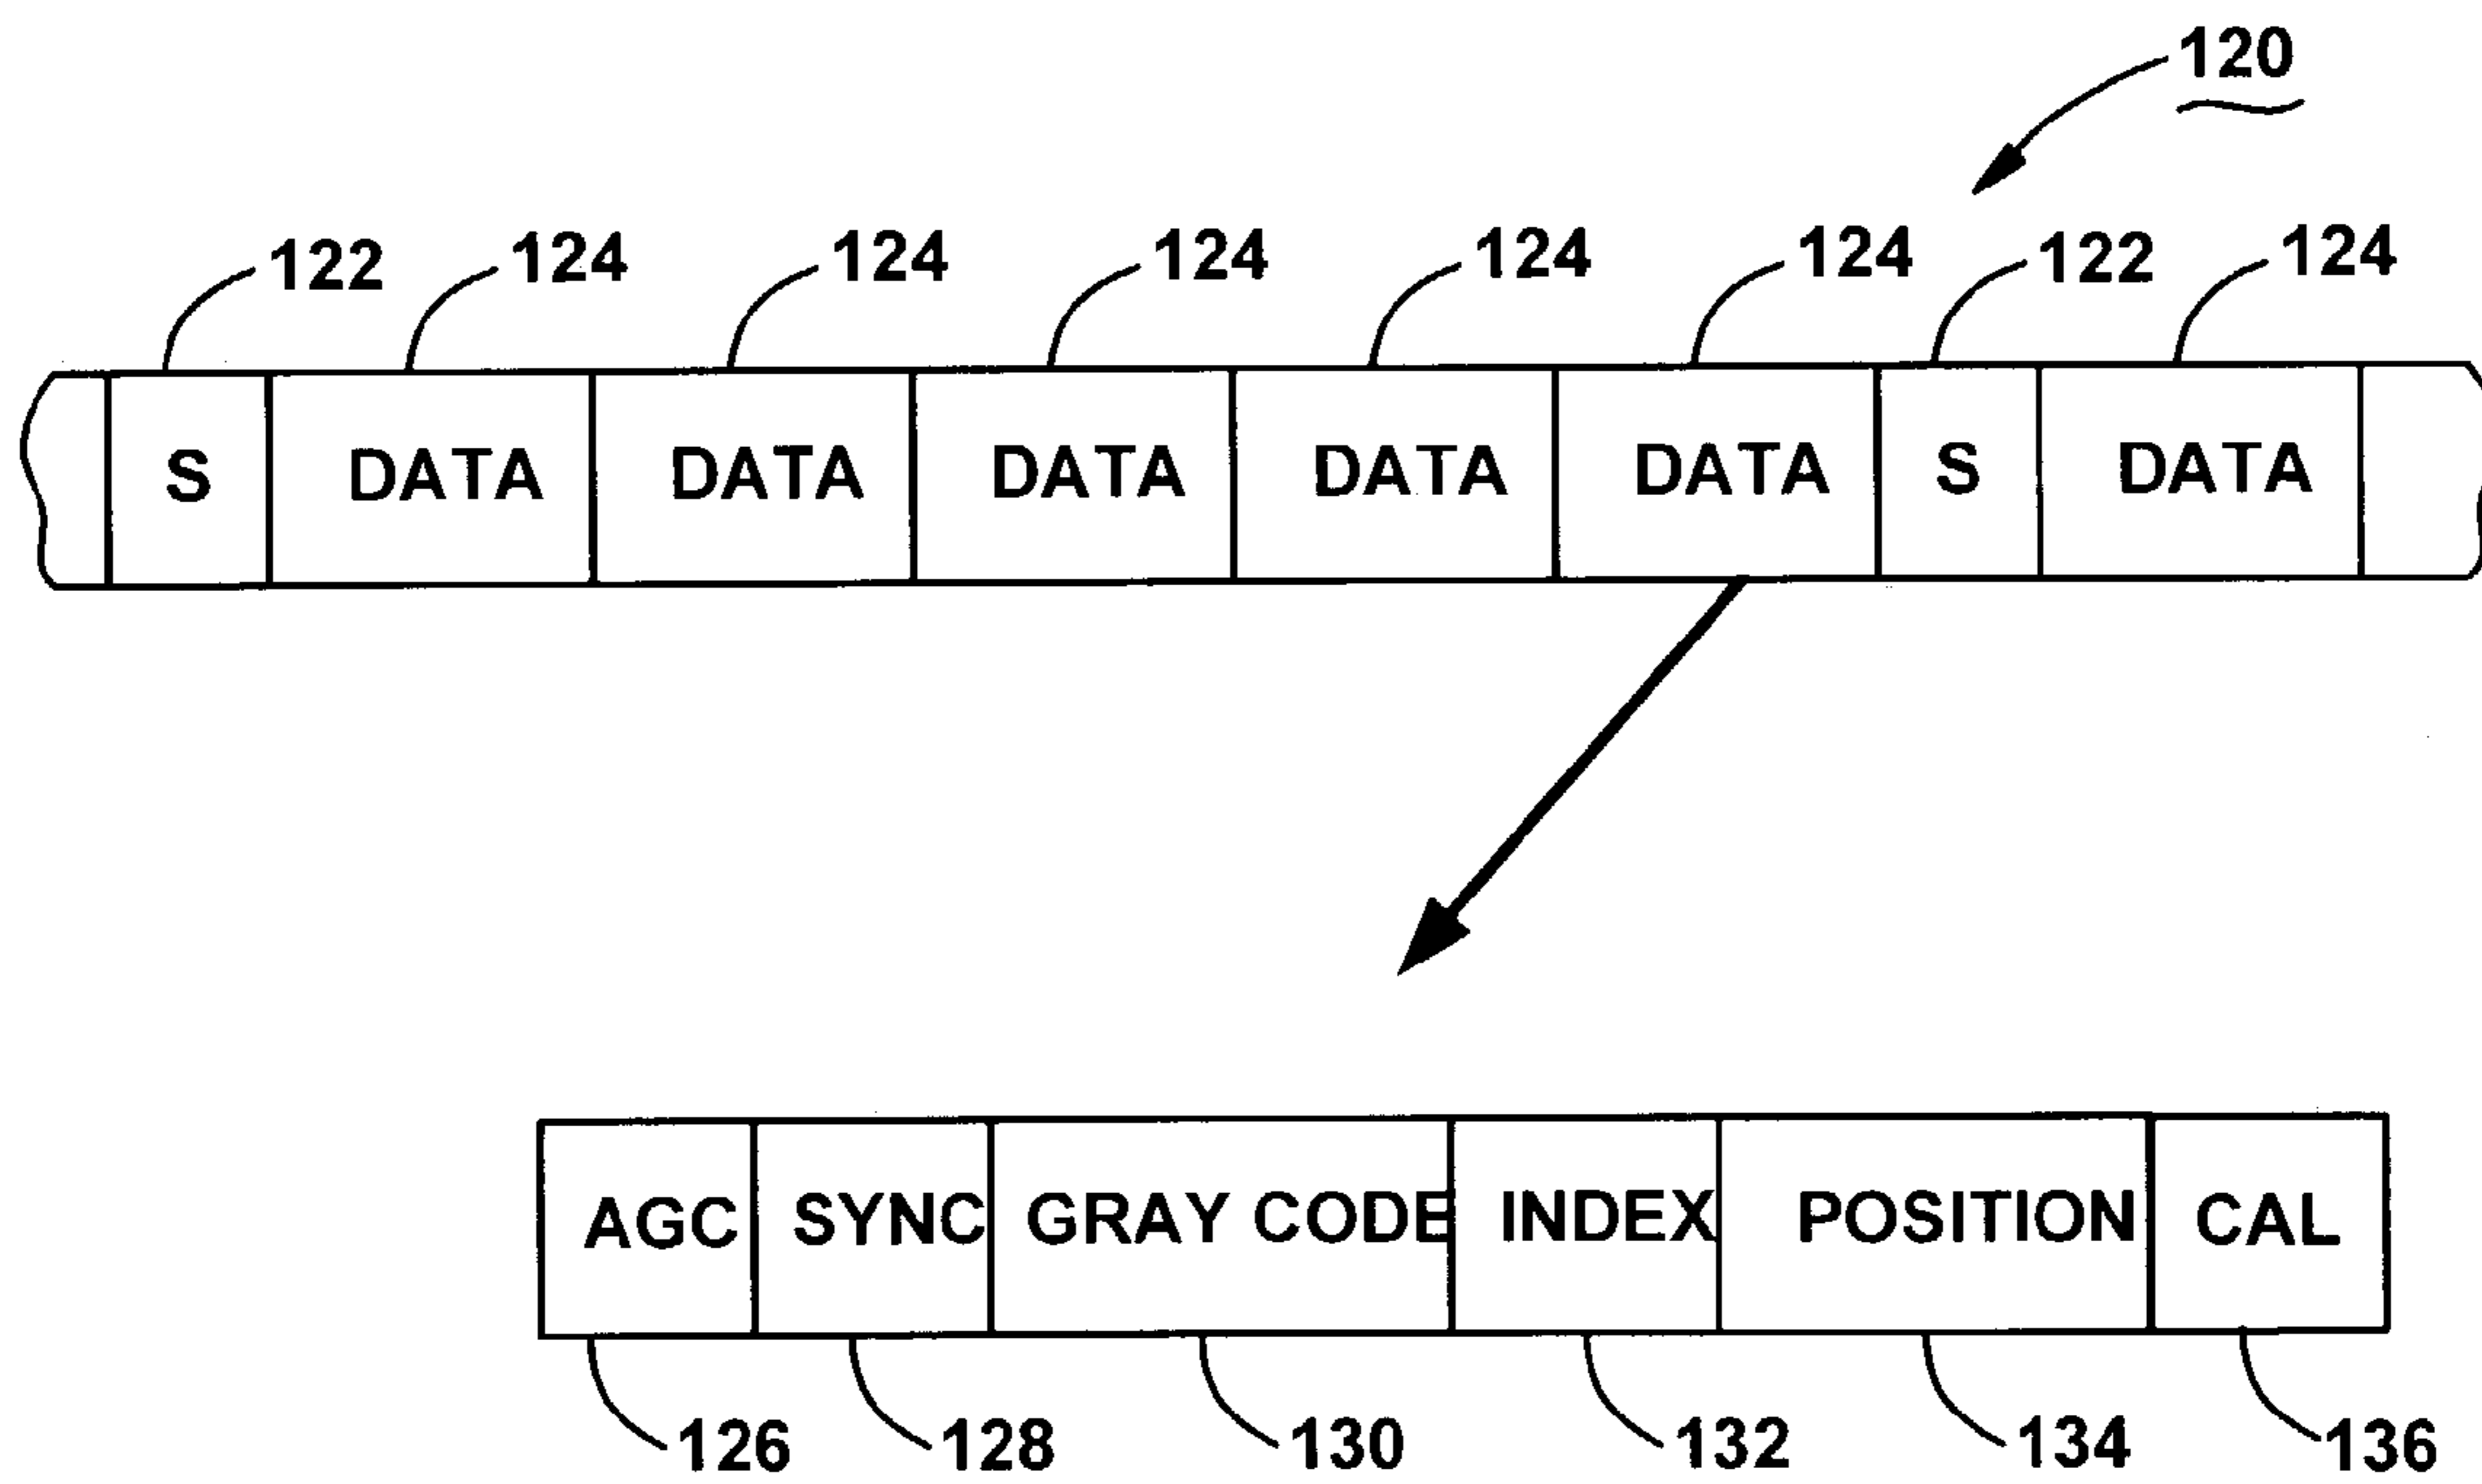 120
122 124 124 124 124 124 122 124
S DATA DATA DATA DATA DATA S DATA
AGC SYNC GRAY CODE INDEX POSITION CAL
126 128 130 132 134 136